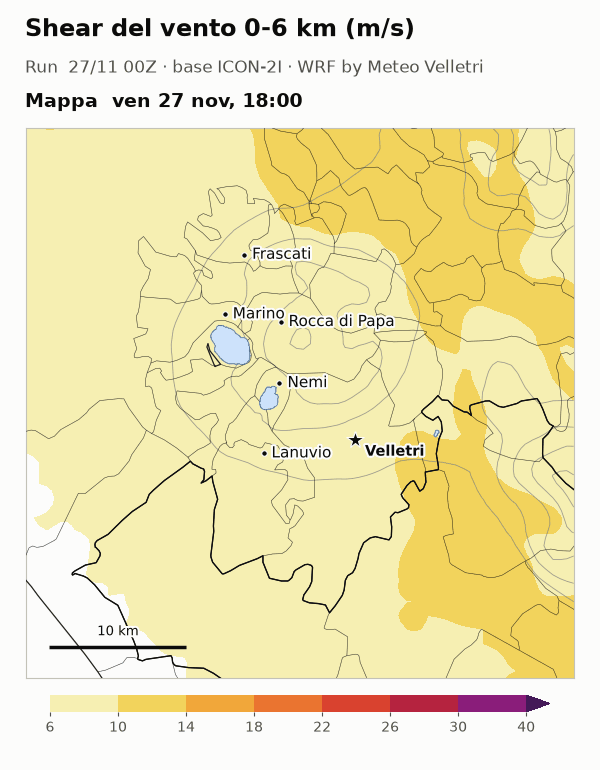 Shear del vento 0-6 km (m/s)
Run  27/11 00Z · base ICON-2I · WRF by Meteo Velletri
Mappa  ven 27 nov, 18:00
Frascati
Marino
Rocca di Papa
Nemi
Velletri
Lanuvio
10 km
6 10 14 18 22 26 30 40